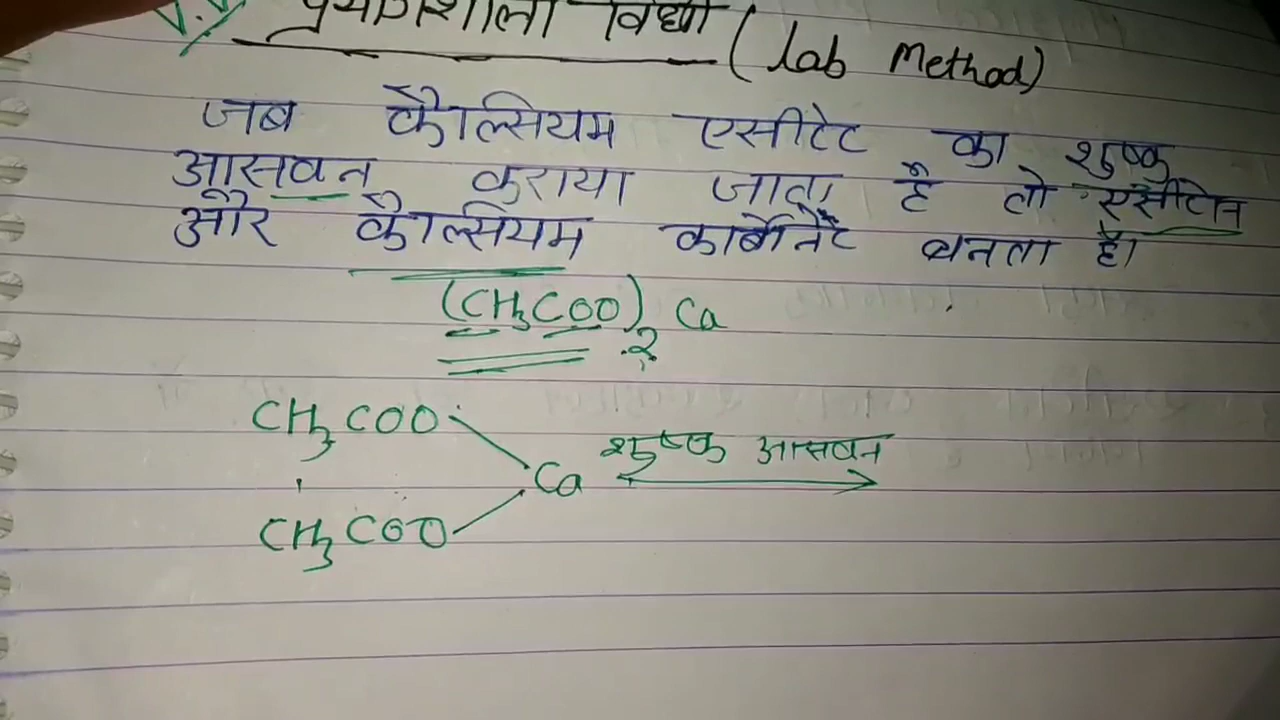 V.V. प्रयोगशाला विधी (Lab Method)
जब कैल्सियम एसीटेट का शुष्क
आसवन कराया जाता है तो एसीटोन
और कैल्सियम कार्बोनेट बनता है।
(CH3COO)2 Ca
CH3COO
Ca शुष्क आसवन
CH3COO